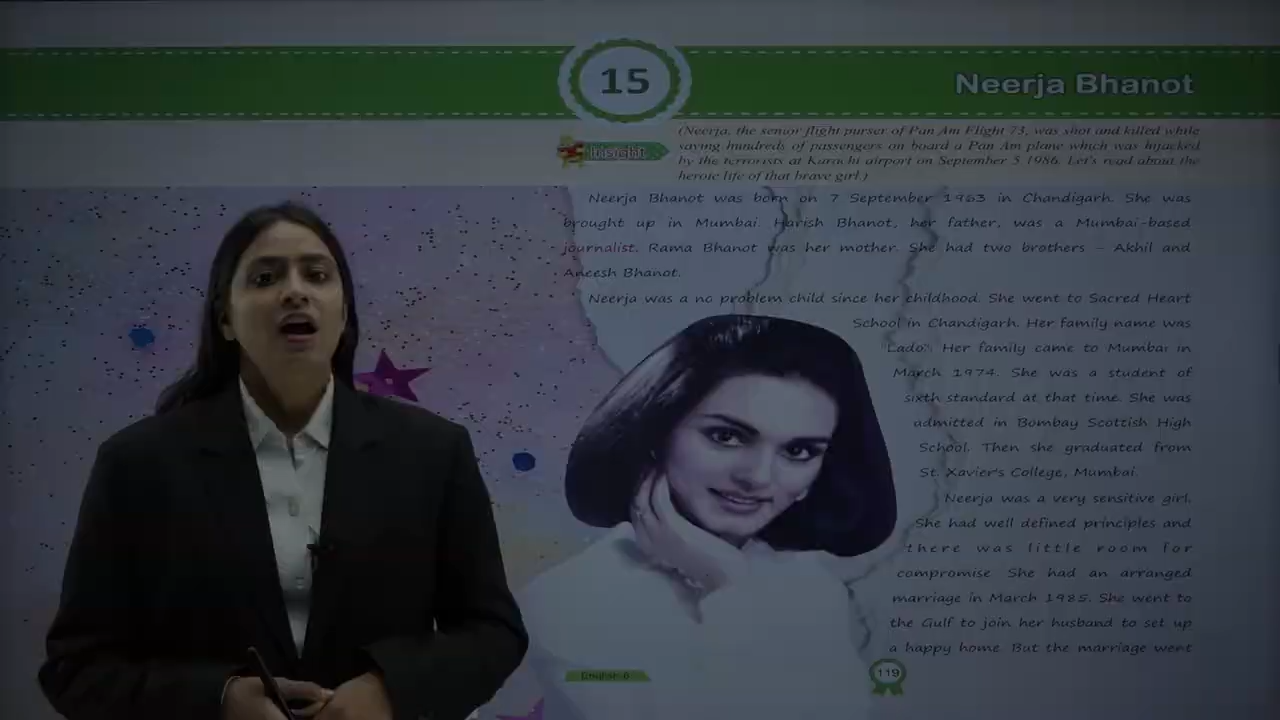 15
Neerja Bhanot
Insight
(Neerja, the senior flight purser of Pan Am Flight 73, was shot and killed while
saving hundreds of passengers on board a Pan Am plane which was hijacked
by the terrorists at Karachi airport on September 5 1986. Let's read about the
heroic life of that brave girl.)
Neerja Bhanot was born on 7 September 1963 in Chandigarh. She was
brought up in Mumbai. Harish Bhanot, her father, was a Mumbai-based
journalist. Rama Bhanot was her mother. She had two brothers – Akhil and
Aneesh Bhanot.
Neerja was a no problem child since her childhood. She went to Sacred Heart
School in Chandigarh. Her family name was
"Lado". Her family came to Mumbai in
March 1974. She was a student of
sixth standard at that time. She was
admitted in Bombay Scottish High
School. Then she graduated from
St. Xavier's College, Mumbai.
Neerja was a very sensitive girl.
She had well defined principles and
there was little room for
compromise. She had an arranged
marriage in March 1985. She went to
the Gulf to join her husband to set up
a happy home. But the marriage went
English-6
119